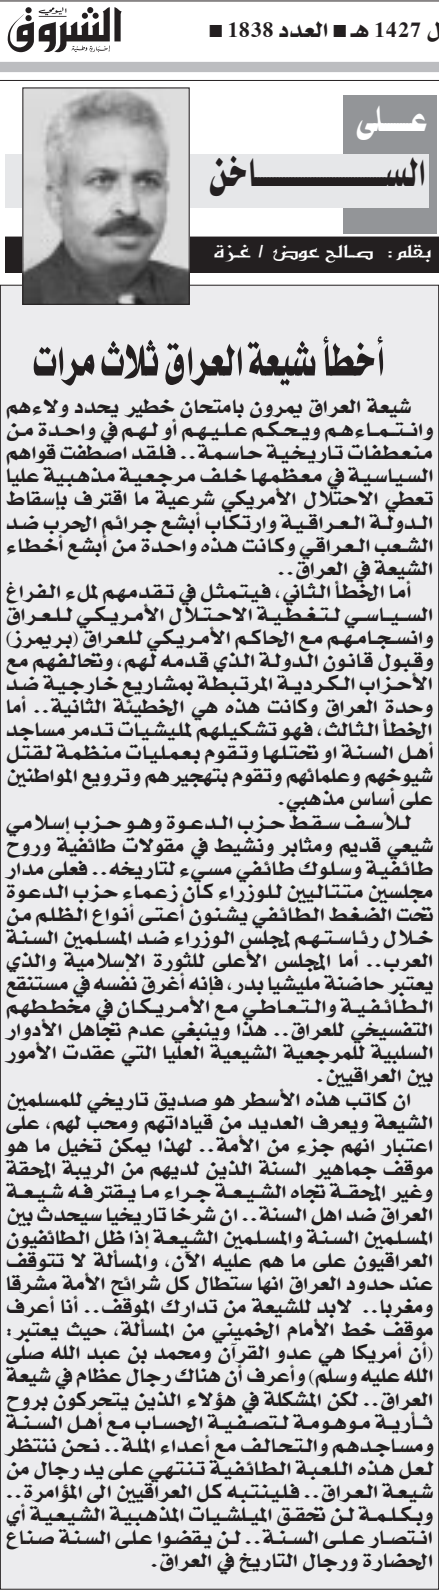 ل 1427 هـ ■ العدد 1838 ■
الشروق
اليومي
إخبارية وطنية
علـــى
الســـــاخن
بقلم: صالح عوض / غزة
أخطأ شيعة العراق ثلاث مرات
شيعة العراق يمرون بامتحان خطير يحدد ولاءهم
وانتماءهم ويحكم عليهم أو لهم في واحدة من
منعطفات تاريخية حاسمة.. فلقد اصطفت قواهم
السياسية في معظمها خلف مرجعية مذهبية عليا
تعطي الاحتلال الأمريكي شرعية ما اقترف بإسقاط
الدولة العراقية وارتكاب أبشع جرائم الحرب ضد
الشعب العراقي وكانت هذه واحدة من أبشع أخطاء
الشيعة في العراق..
أما الخطأ الثاني، فيتمثل في تقدمهم لملء الفراغ
السياسي لتغطية الاحتلال الأمريكي للعراق
وانسجامهم مع الحاكم الأمريكي للعراق (بريمرز)
وقبول قانون الدولة الذي قدمه لهم، وتحالفهم مع
الأحزاب الكردية المرتبطة بمشاريع خارجية ضد
وحدة العراق وكانت هذه هي الخطيئة الثانية.. أما
الخطأ الثالث، فهو تشكيلهم لمليشيات تدمر مساجد
أهل السنة او تحتلها وتقوم بعمليات منظمة لقتل
شيوخهم وعلمائهم وتقوم بتهجيرهم وترويع المواطنين
على أساس مذهبي.
للأسف سقط حزب الدعوة وهو حزب إسلامي
شيعي قديم ومثابر ونشيط في مقولات طائفية وروح
طائفية وسلوك طائفي مسيء لتاريخه.. فعلى مدار
مجلسين متتاليين للوزراء كان زعماء حزب الدعوة
تحت الضغط الطائفي يشنون أعتى أنواع الظلم من
خلال رئاستهم لمجلس الوزراء ضد المسلمين السنة
العرب.. أما المجلس الأعلى للثورة الإسلامية والذي
يعتبر حاضنة مليشيا بدر، فإنه أغرق نفسه في مستنقع
الطائفية والتعاطي مع الأمريكان في مخططهم
التفسيخي للعراق.. هذا وينبغي عدم تجاهل الأدوار
السلبية للمرجعية الشيعية العليا التي عقدت الأمور
بين العراقيين.
ان كاتب هذه الأسطر هو صديق تاريخي للمسلمين
الشيعة ويعرف العديد من قياداتهم ومحب لهم، على
اعتبار انهم جزء من الأمة.. لهذا يمكن تخيل ما هو
موقف جماهير السنة الذين لديهم من الريبة المحقة
وغير المحقة تجاه الشيعة جراء ما يقترفه شيعة
العراق ضد اهل السنة.. ان شرخا تاريخيا سيحدث بين
المسلمين السنة والمسلمين الشيعة إذا ظل الطائفيون
العراقيون على ما هم عليه الآن، والمسألة لا تتوقف
عند حدود العراق انها ستطال كل شرائح الأمة مشرقا
ومغربا.. لابد للشيعة من تدارك الموقف.. أنا أعرف
موقف خط الأمام الخميني من المسألة، حيث يعتبر:
(أن أمريكا هي عدو القرآن ومحمد بن عبد الله صلى
الله عليه وسلم) وأعرف أن هناك رجال عظام في شيعة
العراق.. لكن المشكلة في هؤلاء الذين يتحركون بروح
ثأرية موهومة لتصفية الحساب مع أهل السنة
ومساجدهم والتحالف مع أعداء الملة.. نحن ننتظر
لعل هذه اللعبة الطائفية تنتهي على يد رجال من
شيعة العراق.. فلينتبه كل العراقيين الى المؤامرة..
وبكلمة لن تحقق الميلشيات المذهبية الشيعية أي
انتصار على السنة.. لن يقضوا على السنة صناع
الحضارة ورجال التاريخ في العراق.